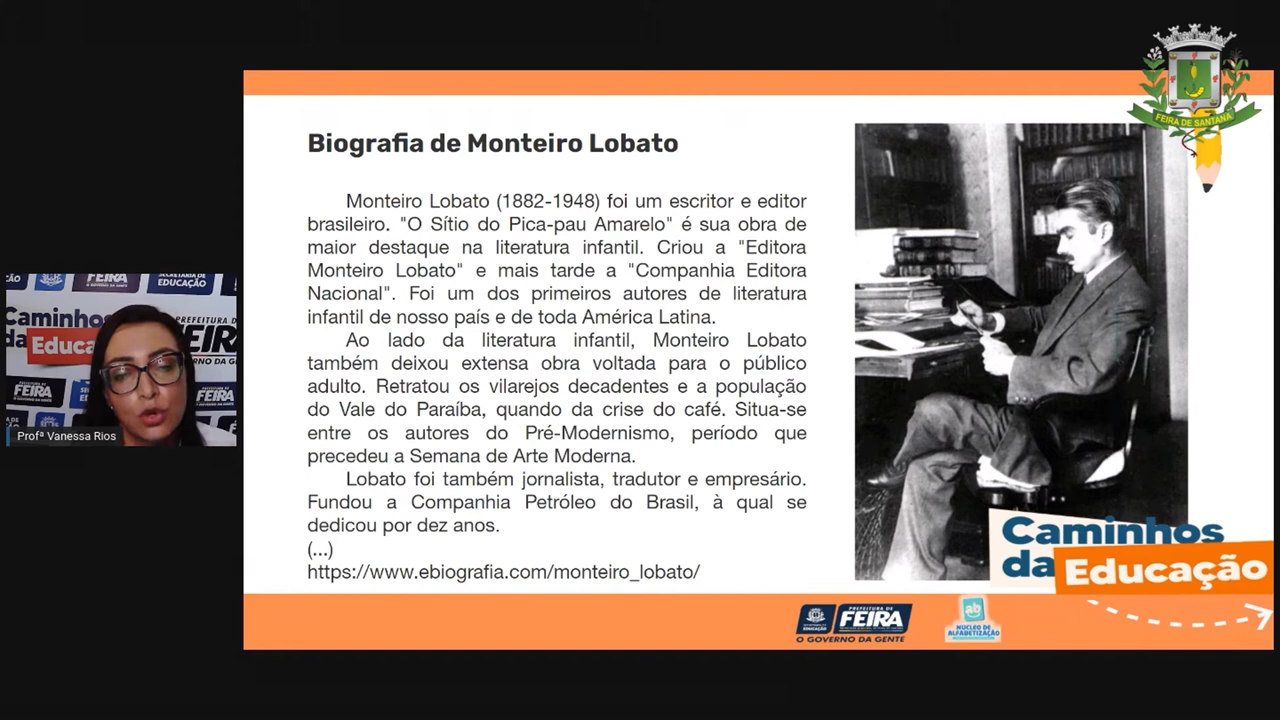 FEIRA DE SANTANA
Biografia de Monteiro Lobato
Monteiro Lobato (1882-1948) foi um escritor e editor
brasileiro. "O Sítio do Pica-pau Amarelo" é sua obra de
maior destaque na literatura infantil. Criou a "Editora
Monteiro Lobato" e mais tarde a "Companhia Editora
Nacional". Foi um dos primeiros autores de literatura
infantil de nosso país e de toda América Latina.
Ao lado da literatura infantil, Monteiro Lobato
também deixou extensa obra voltada para o público
adulto. Retratou os vilarejos decadentes e a população
do Vale do Paraíba, quando da crise do café. Situa-se
entre os autores do Pré-Modernismo, período que
precedeu a Semana de Arte Moderna.
Lobato foi também jornalista, tradutor e empresário.
Fundou a Companhia Petróleo do Brasil, à qual se
dedicou por dez anos.
(...)
https://www.ebiografia.com/monteiro_lobato/
Profª Vanessa Rios
Caminhos
da Educação
PREFEITURA DE
FEIRA
O GOVERNO DA GENTE
ab
NÚCLEO DE
ALFABETIZAÇÃO